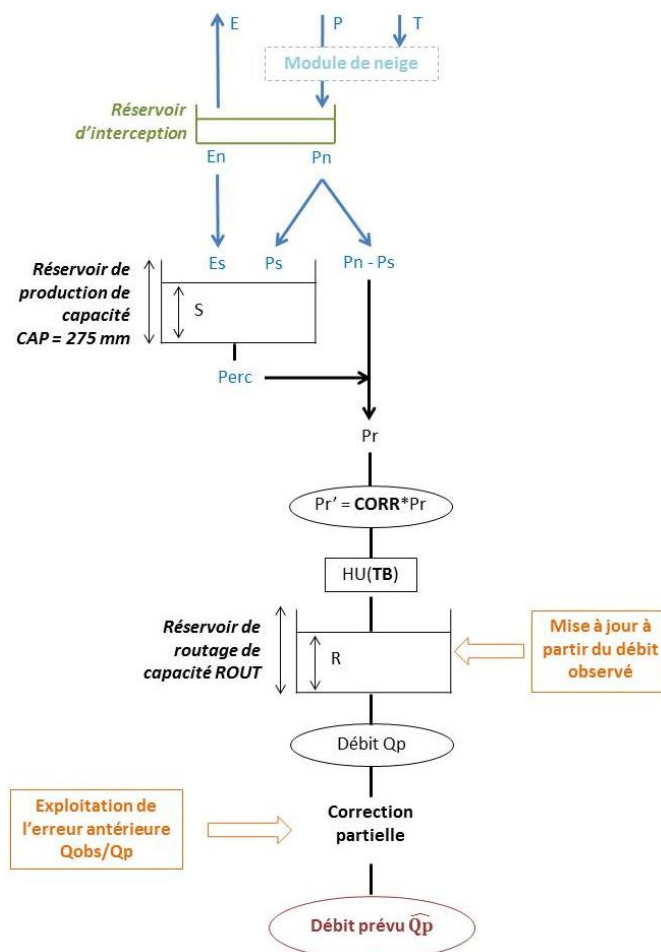 E
P
T
Module de neige
Réservoir
d'interception
En
Pn
Es
Ps
Pn - Ps
Réservoir de
production de
capacité
CAP = 275 mm
S
Perc
Pr
Pr' = CORR*Pr
HU(TB)
Réservoir de
routage de
capacité ROUT
R
Mise à jour à
partir du débit
observé
Débit Qp
Exploitation de
l'erreur antérieure
Qobs/Qp
Correction
partielle
Débit prévu Q̂p